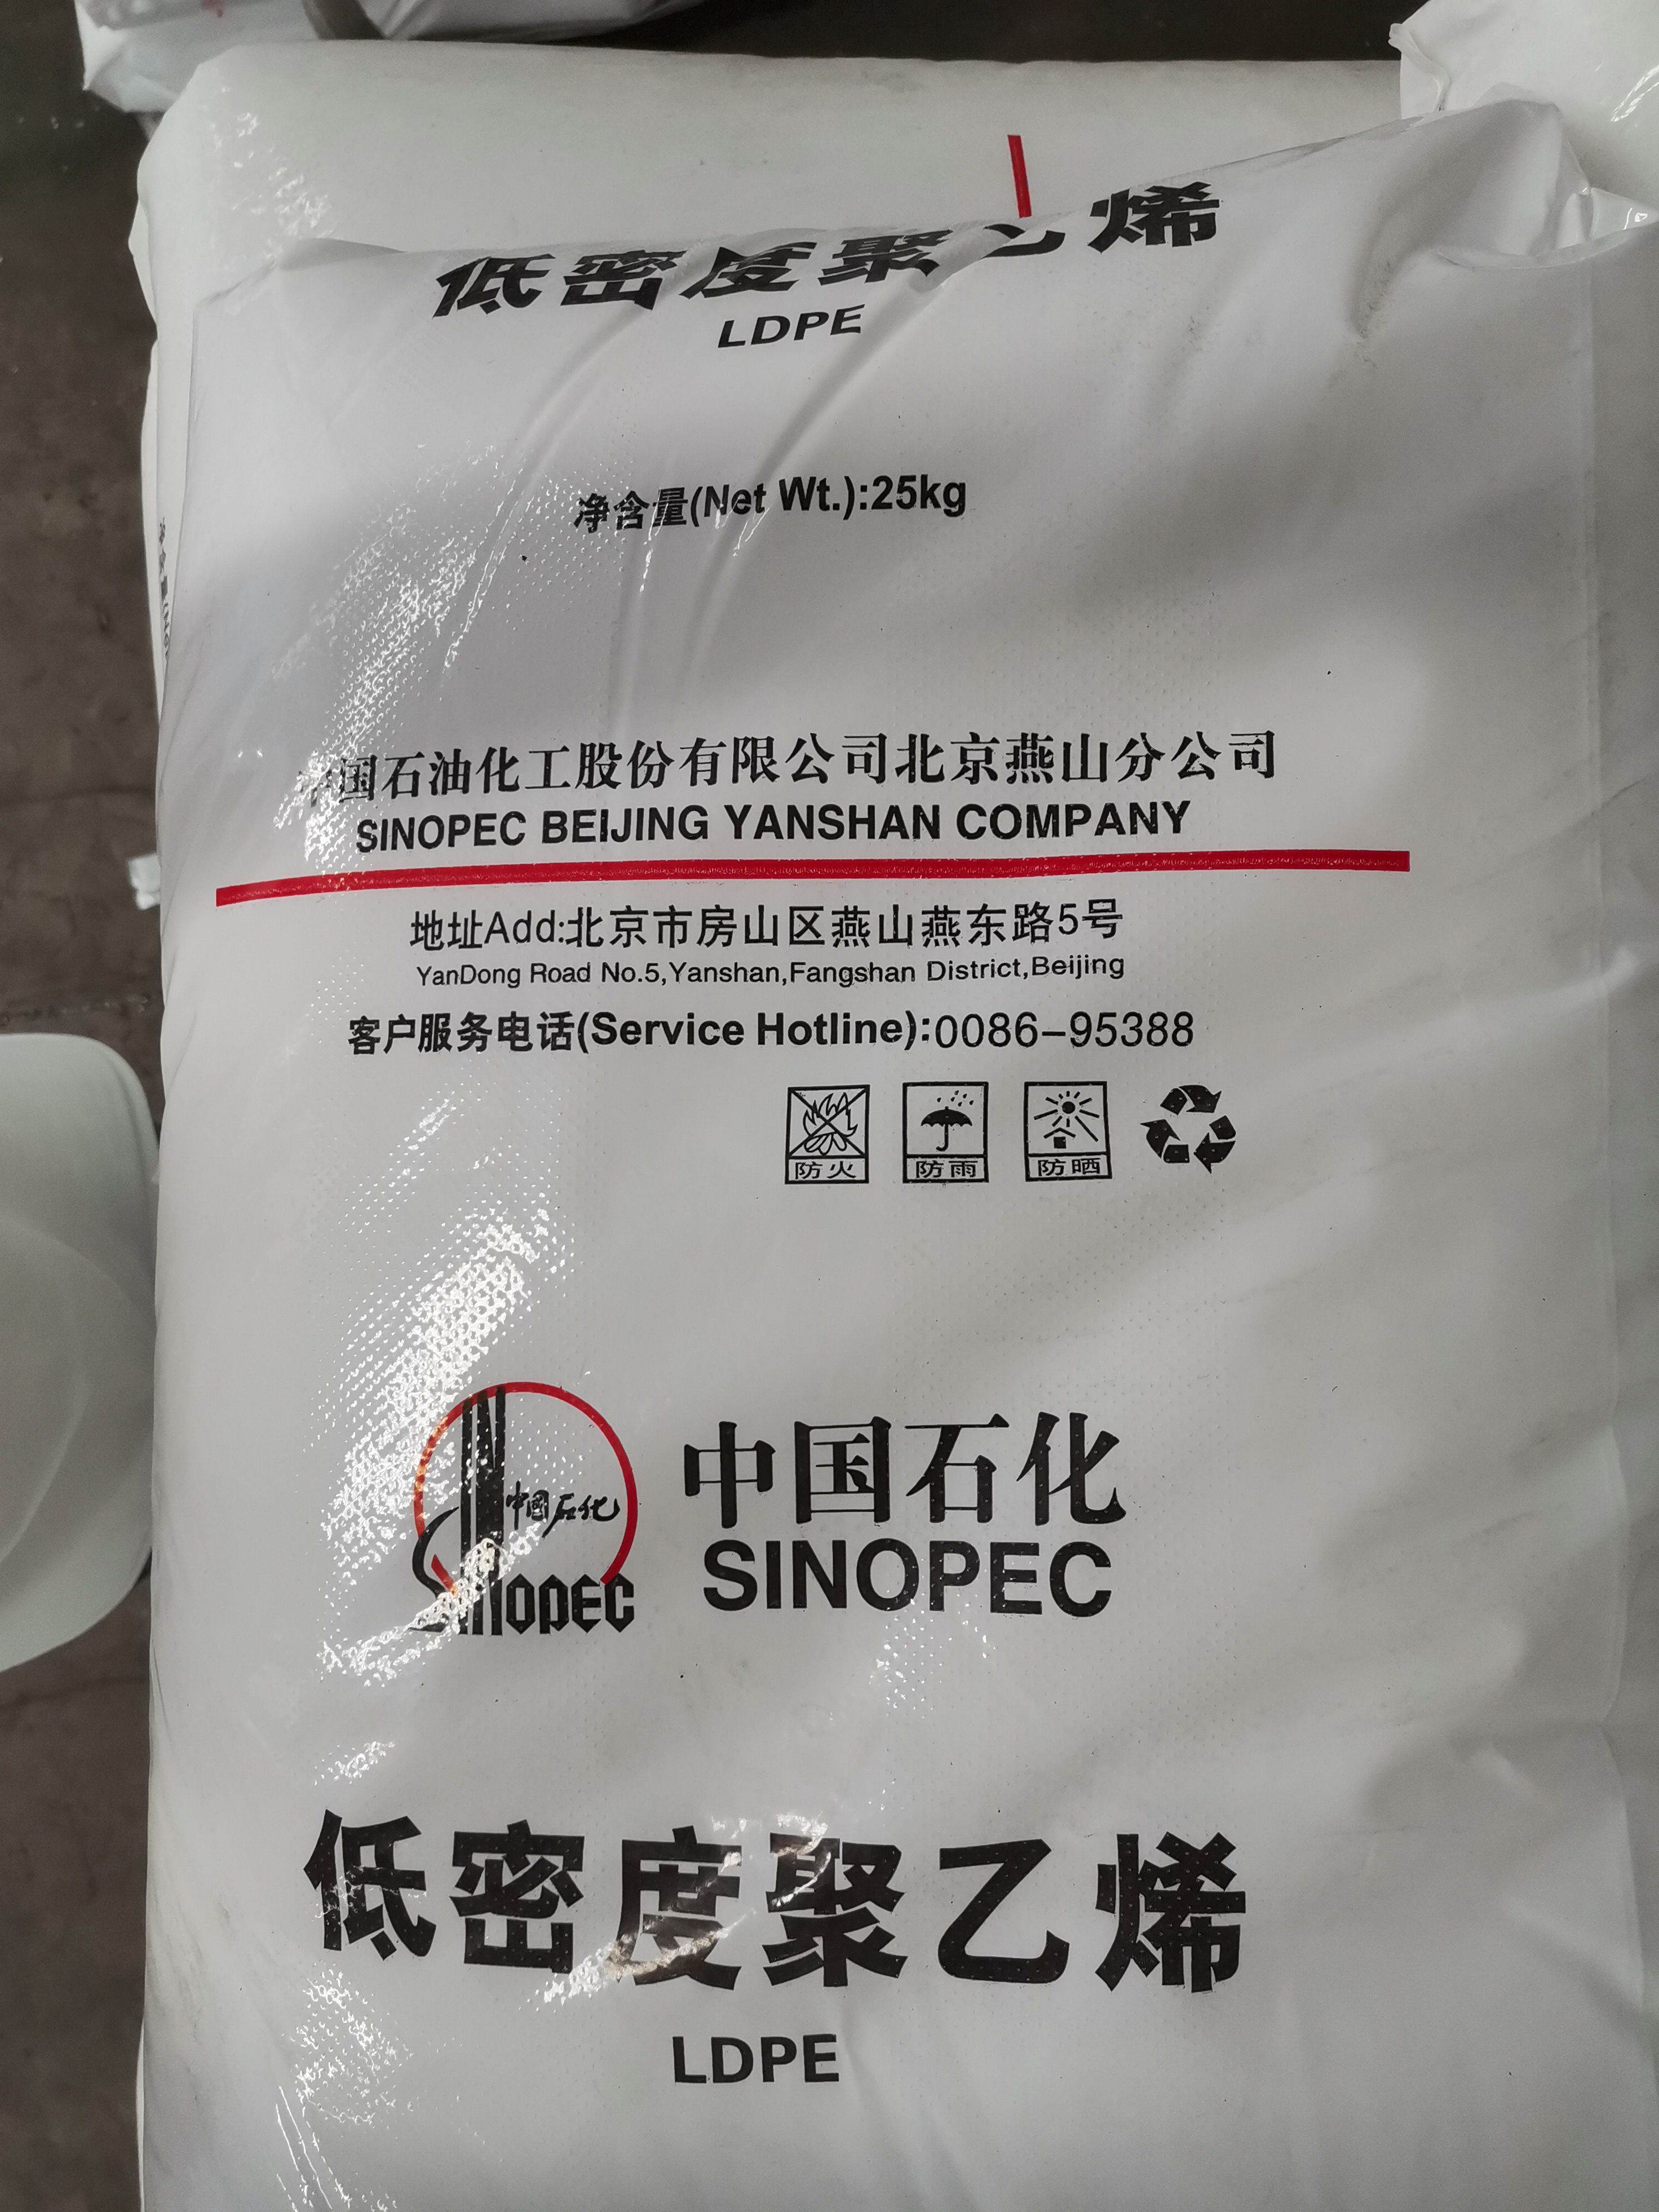 低密度聚乙烯
LDPE
净含量(Net Wt.):25kg
中国石油化工股份有限公司北京燕山分公司
SINOPEC BEIJING YANSHAN COMPANY
地址Add:北京市房山区燕山燕东路5号
YanDong Road No.5,Yanshan,Fangshan District,Beijing
客户服务电话(Service Hotline):0086-95388
防火 防雨 防晒
中國石化
SINOPEC
中国石化
SINOPEC
低密度聚乙烯
LDPE